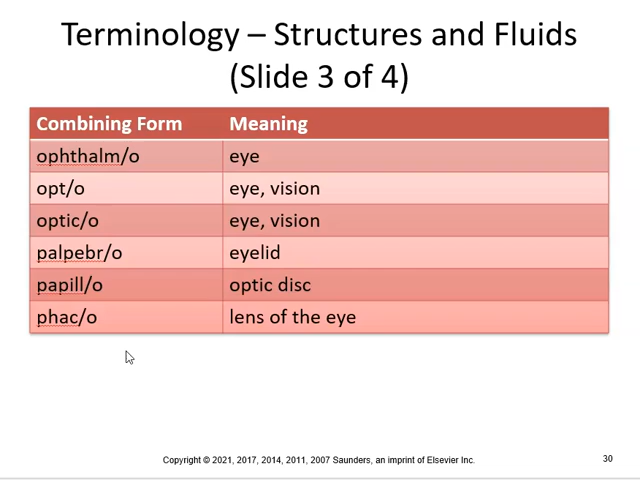 Terminology – Structures and Fluids
(Slide 3 of 4)
Combining Form Meaning
ophthalm/o eye
opt/o eye, vision
optic/o eye, vision
palpebr/o eyelid
papill/o optic disc
phac/o lens of the eye
Copyright © 2021, 2017, 2014, 2011, 2007 Saunders, an imprint of Elsevier Inc. 30